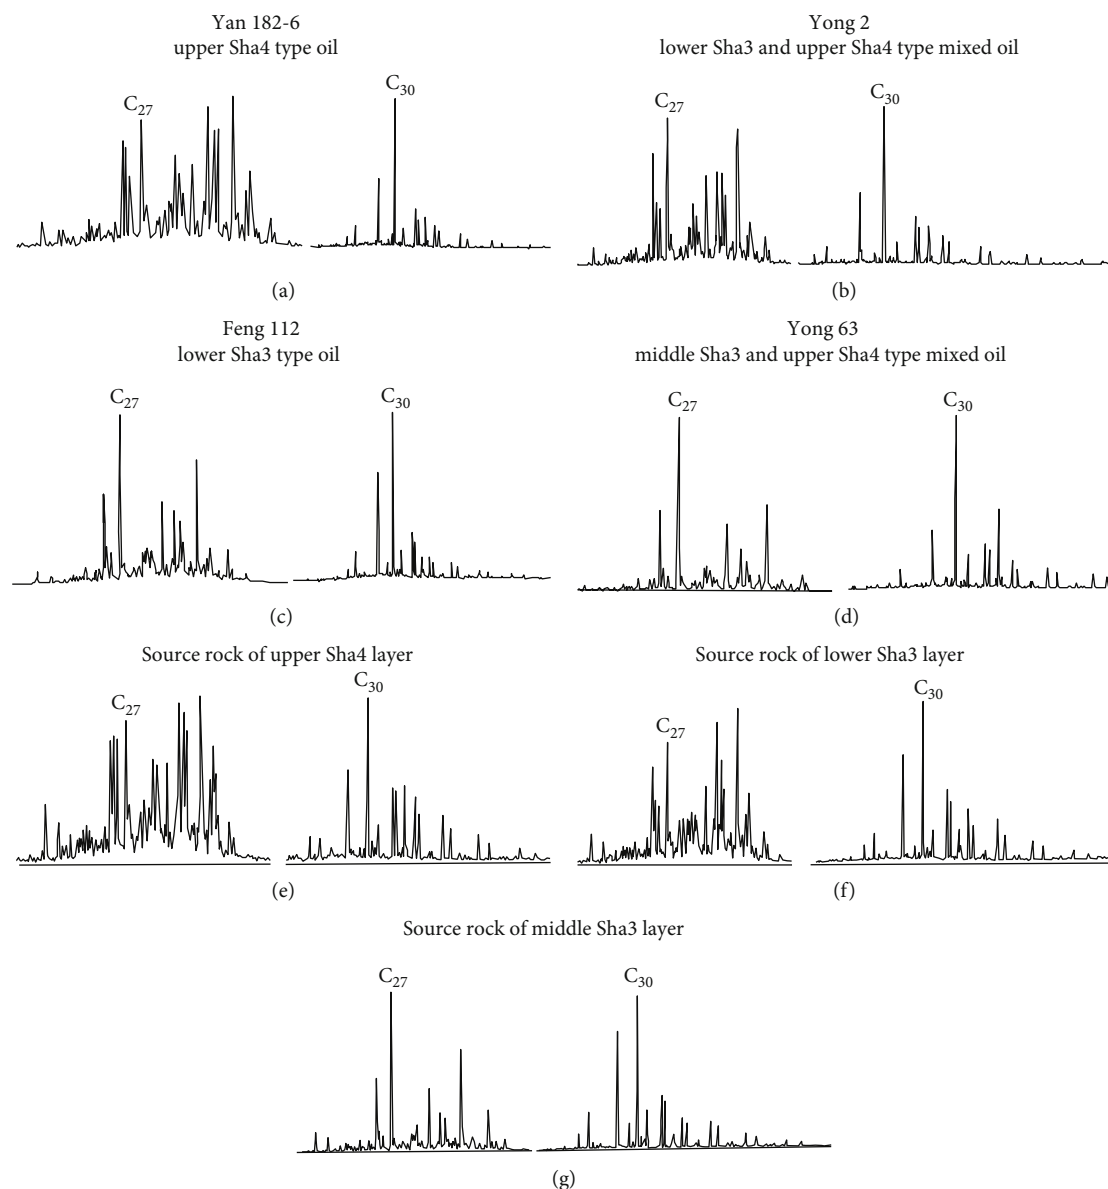 Yan 182-6
upper Sha4 type oil
C27
C30
(a)
Yong 2
lower Sha3 and upper Sha4 type mixed oil
C27
C30
(b)
Feng 112
lower Sha3 type oil
C27
C30
(c)
Yong 63
middle Sha3 and upper Sha4 type mixed oil
C27
C30
(d)
Source rock of upper Sha4 layer
C27
C30
(e)
Source rock of lower Sha3 layer
C27
C30
(f)
Source rock of middle Sha3 layer
C27
C30
(g)